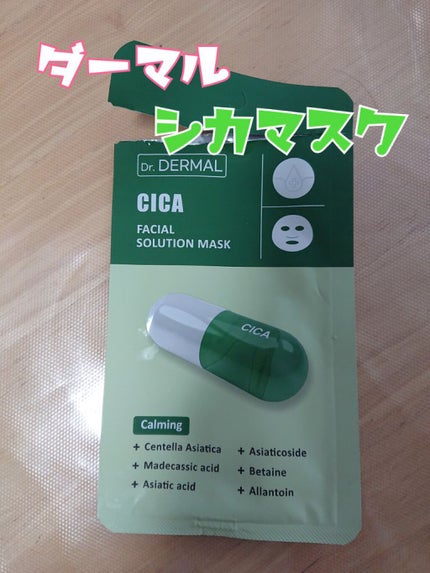 ダーマル
シカマスク
Dr. DERMAL
CICA
FACIAL
SOLUTION MASK
CICA
Calming
+ Centella Asiatica
+ Madecassic acid
+ Asiatic acid
+ Asiaticoside
+ Betaine
+ Allantoin